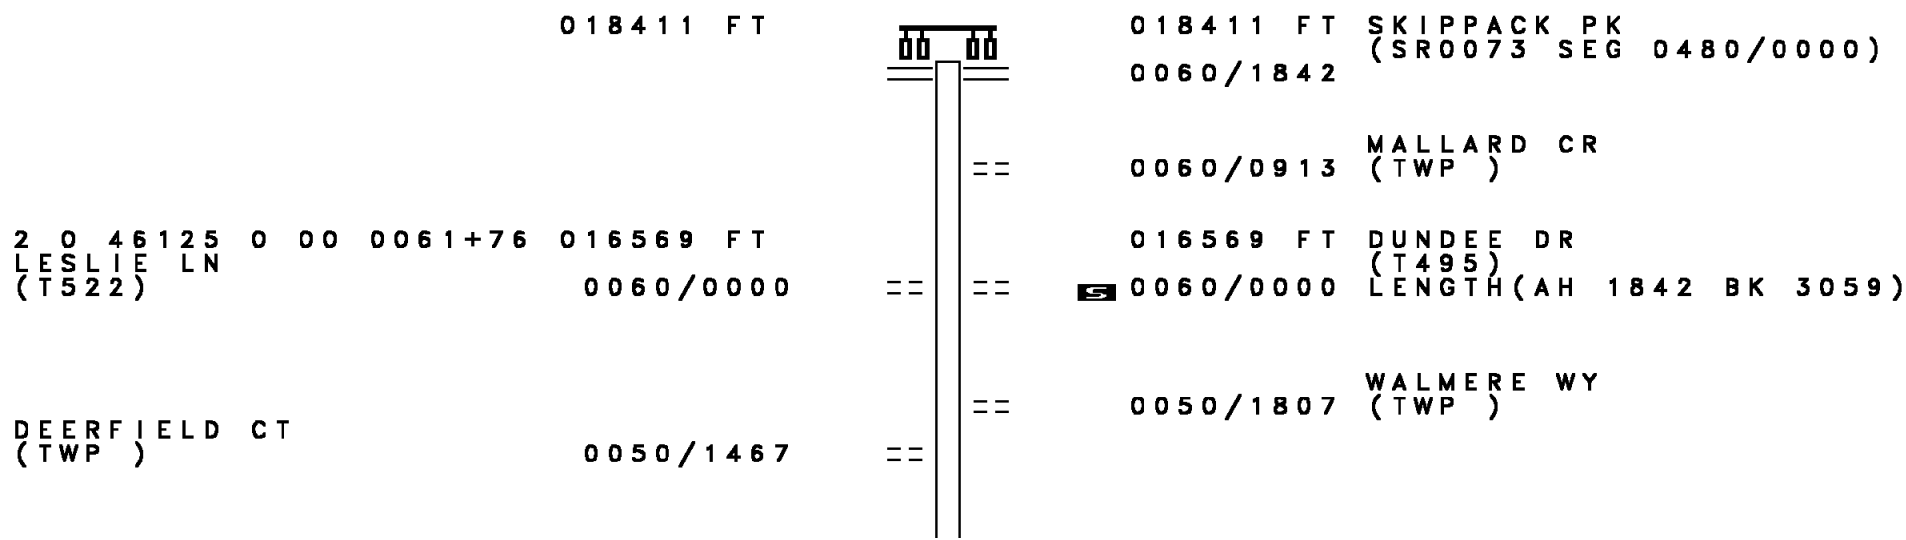 018411 FT 018411 FT SKIPPACK PK
(SR0073 SEG 0480/0000)
0060/1842
MALLARD CR
0060/0913 (TWP )
2 0 46125 0 00 0061+76 016569 FT 016569 FT DUNDEE DR
LESLIE LN (T495)
(T522) 0060/0000 S 0060/0000 LENGTH(AH 1842 BK 3059)
WALMERE WY
0050/1807 (TWP )
DEERFIELD CT
(TWP ) 0050/1467